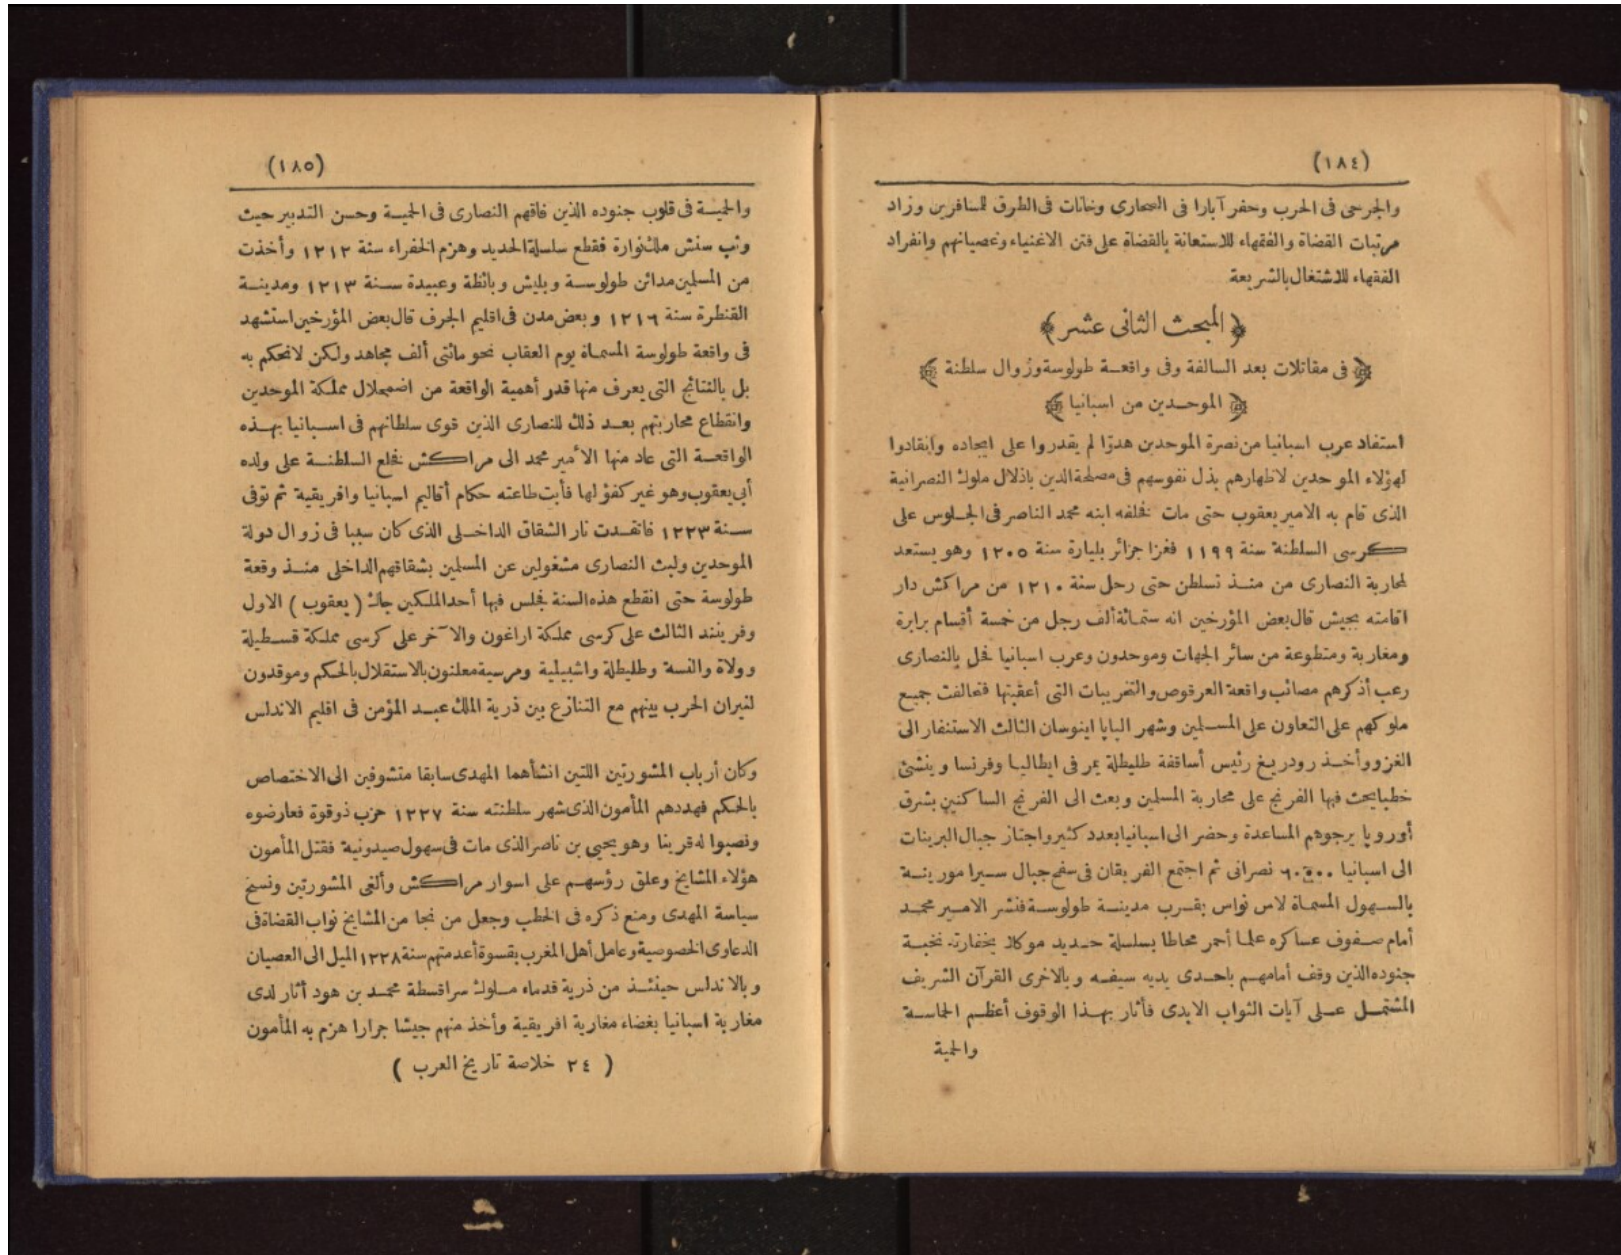 (١٨٤)
والجرحى فى الحرب وحفر آبارا فى الصحارى وخانات فى الطرق للمسافرين وزاد
مرتبات القضاة والفقهاء للاستعانة بالقضاة على فتن الاغنياء وعصيانهم وانفراد
الفقهاء للاشتغال بالشريعة
﴿ المبحث الثانى عشر ﴾
﴿ فى مقاتلات بعد السالفة وفى واقعة طولوسة وزوال سلطنة ﴾
﴿ الموحدين من اسبانيا ﴾
استفاد عرب اسبانيا من نصرة الموحدين هدوّا لم يقدروا على ايجاده وانقادوا
لهؤلاء الموحدين لاظهارهم بذل نفوسهم فى مصلحة الدين باذلال ملوك النصرانية
الذى قام به الامير يعقوب حتى مات فخلفه ابنه محمد الناصر فى الجلوس على
كرسى السلطنة سنة ١١٩٩ فغزا جزائر بليارة سنة ١٢٠٥ وهو يستعد
لمحاربة النصارى من منذ تسلطن حتى رحل سنة ١٢١٠ من مراكش دار
اقامته بجيش قال بعض المؤرخين انه ستمائة ألف رجل من خمسة أقسام برابرة
ومغاربة ومتطوعة من سائر الجهات وموحدون وعرب اسبانيا فحل بالنصارى
رعب أذكرهم مصائب واقعة العرقوص والتخريبات التى أعقبتها فتحالفت جميع
ملوكهم على التعاون على المسلمين وشهر البابا اينوسان الثالث الاستنفار الى
الغزو وأخذ رودريغ رئيس أساقفة طليطلة يمر فى ايطاليا وفرنسا وينشئ
خطبا يحث فيها الفرنج على محاربة المسلمين وبعث الى الفرنج الساكنين بشرق
أوروپا يرجوهم المساعدة وحضر الى اسبانيا بعدد كثير واجتاز جبال البرينات
الى اسبانيا ٦٠٠٠٠ نصرانى ثم اجتمع الفريقان فى سفح جبال سيرا مورينة
بالسهول المسماة لاس نواس بقرب مدينة طولوسة فنشر الامير محمد
أمام صفوف عساكره علما أحمر محاطا بسلسلة حديد موكلا بخفارته نخبة
جنوده الذين وقف أمامهم باحدى يديه سيفه وبالاخرى القرآن الشريف
المشتمل على آيات الثواب الابدى فأثار بهذا الوقوف أعظم الحماسة
والحمية
(١٨٥)
والحمية فى قلوب جنوده الذين فاقهم النصارى فى الحمية وحسن التدبير حيث
وثب سنش ملك نوارة فقطع سلسلة الحديد وهزم الخفراء سنة ١٢١٢ وأخذت
من المسلمين مدائن طولوسة وبليش وبائظة وعبيدة سنة ١٢١٣ ومدينة
القنطرة سنة ١٢١٦ وبعض مدن فى اقليم الجرف قال بعض المؤرخين استشهد
فى واقعة طولوسة المسماة يوم العقاب نحو مائتى ألف مجاهد ولكن لانحكم به
بل بالنتائج التى يعرف منها قدر أهمية الواقعة من اضمحلال مملكة الموحدين
وانقطاع محاربتهم بعد ذلك للنصارى الذين قوى سلطانهم فى اسبانيا بهذه
الواقعة التى عاد منها الأمير محمد الى مراكش فخلع السلطنة على ولده
أبى يعقوب وهو غير كفؤ لها فأبت طاعته حكام أقاليم اسبانيا وافريقية ثم توفى
سنة ١٢٢٣ فاتقدت نار الشقاق الداخلى الذى كان سببا فى زوال دولة
الموحدين ولبث النصارى مشغولين عن المسلمين بشقاقهم الداخلى منذ وقعة
طولوسة حتى انقطع هذه السنة فجلس فيها أحد الملكين جاك (يعقوب) الاول
وفرينند الثالث على كرسى مملكة اراغون والآخر على كرسى مملكة قسطيلة
وولاة والنسة وطليطلة واشبيلية ومرسية معلنون بالاستقلال بالحكم وموقدون
لنيران الحرب بينهم مع التنازع بين ذرية الملك عبد المؤمن فى اقليم الاندلس
وكان أرباب المشورتين اللتين انشأهما المهدى سابقا متشوفين الى الاختصاص
بالحكم فهددهم المأمون الذى شهر سلطنته سنة ١٢٢٧ حزب ذو قوة فعارضوه
ونصبوا له قرينا وهو يحيى بن ناصر الذى مات فى سهول صيدونية فقتل المأمون
هؤلاء المشايخ وعلق رؤسهم على اسوار مراكش وألغى المشورتين ونسخ
سياسة المهدى ومنع ذكره فى الخطب وجعل من نجا من المشايخ نواب القضاة فى
الدعاوى الخصوصية وعامل أهل المغرب بقسوة أعدمتهم سنة ١٢٢٨ الميل الى العصيان
وبالاندلس حينئذ من ذرية قدماء ملوك سراقسطة محمد بن هود أثار لدى
مغاربة اسبانيا بغضاء مغاربة افريقية وأخذ منهم جيشا جرارا هزم به المأمون
( ٢٤ خلاصة تاريخ العرب )